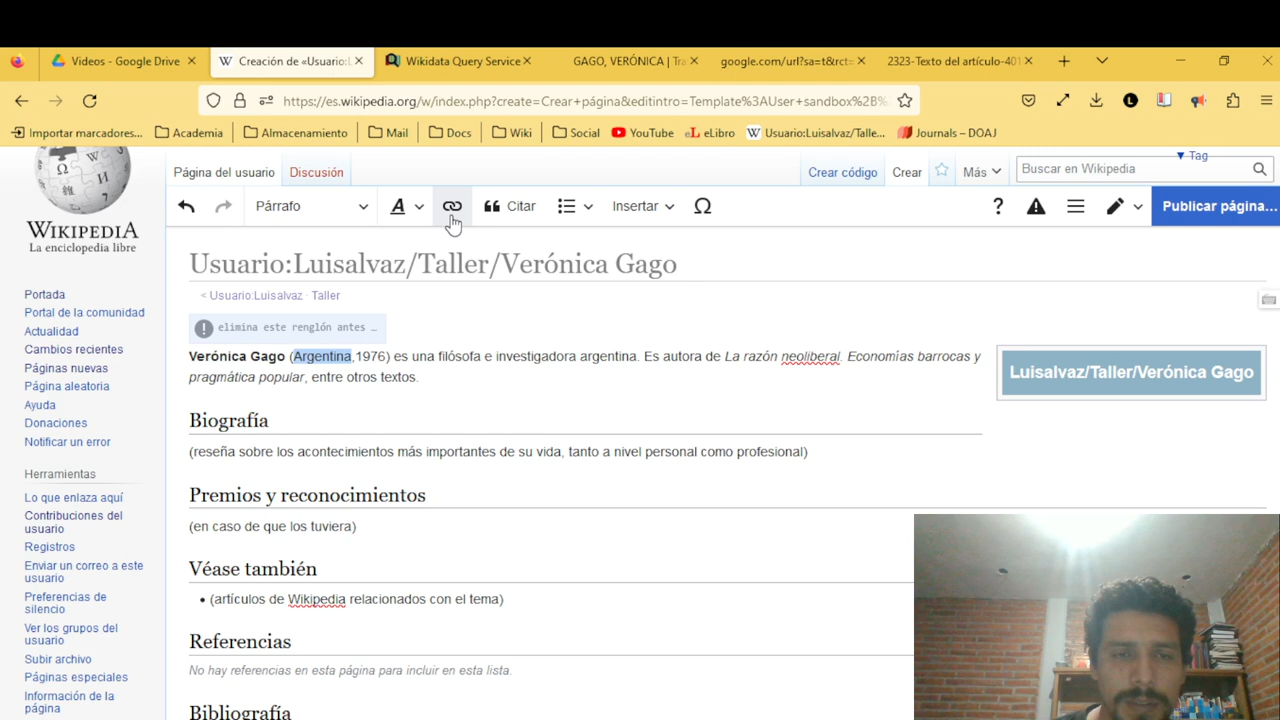 Videos - Google Drive
Creación de «Usuario:L
Wikidata Query Service
GAGO, VERÓNICA | Tra
google.com/url?sa=t&rct=
2323-Texto del artículo-401
https://es.wikipedia.org/w/index.php?create=Crear+página&editintro=Template%3AUser+sandbox%2B%
Importar marcadores...
Academia
Almacenamiento
Mail
Docs
Wiki
Social
YouTube
eL eLibro
W Usuario:Luisalvaz/Talle...
Journals – DOAJ
Página del usuario
Discusión
Crear código
Crear
Más
Buscar en Wikipedia
Tag
Párrafo
A
Citar
Insertar
Ω
?
Publicar página...
WIKIPEDIA
La enciclopedia libre
Portada
Portal de la comunidad
Actualidad
Cambios recientes
Páginas nuevas
Página aleatoria
Ayuda
Donaciones
Notificar un error
Herramientas
Lo que enlaza aquí
Contribuciones del
usuario
Registros
Enviar un correo a este
usuario
Preferencias de
silencio
Ver los grupos del
usuario
Subir archivo
Páginas especiales
Información de la
página
Usuario:Luisalvaz/Taller/Verónica Gago
< Usuario:Luisalvaz · Taller
elimina este renglón antes …
Verónica Gago (Argentina,1976) es una filósofa e investigadora argentina. Es autora de La razón neoliberal. Economías barrocas y
pragmática popular, entre otros textos.
Luisalvaz/Taller/Verónica Gago
Biografía
(reseña sobre los acontecimientos más importantes de su vida, tanto a nivel personal como profesional)
Premios y reconocimientos
(en caso de que los tuviera)
Véase también
• (artículos de Wikipedia relacionados con el tema)
Referencias
No hay referencias en esta página para incluir en esta lista.
Bibliografía